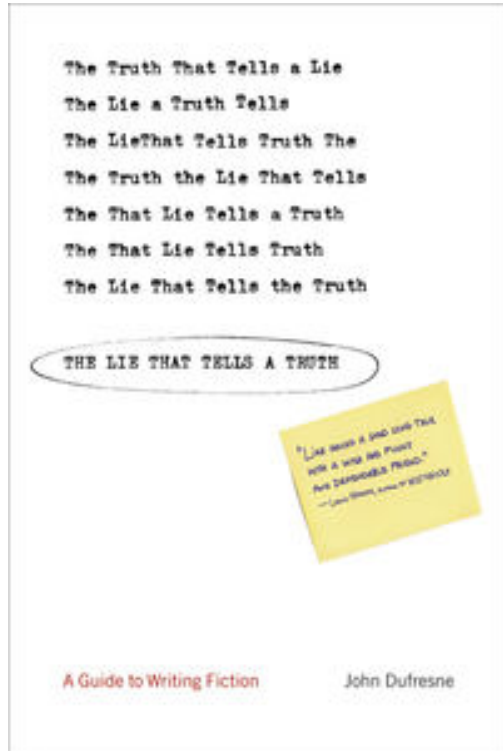 The Truth That Tells a Lie
The Lie a Truth Tells
The LieThat Tells Truth The
The Truth the Lie That Tells
The That Lie Tells a Truth
The That Lie Tells Truth
The Lie That Tells the Truth
THE LIE THAT TELLS A TRUTH
"LIKE HAVING A GOOD LONG TALK
WITH A WISE AND FUNNY
AND DEPENDABLE FRIEND."
A Guide to Writing Fiction
John Dufresne